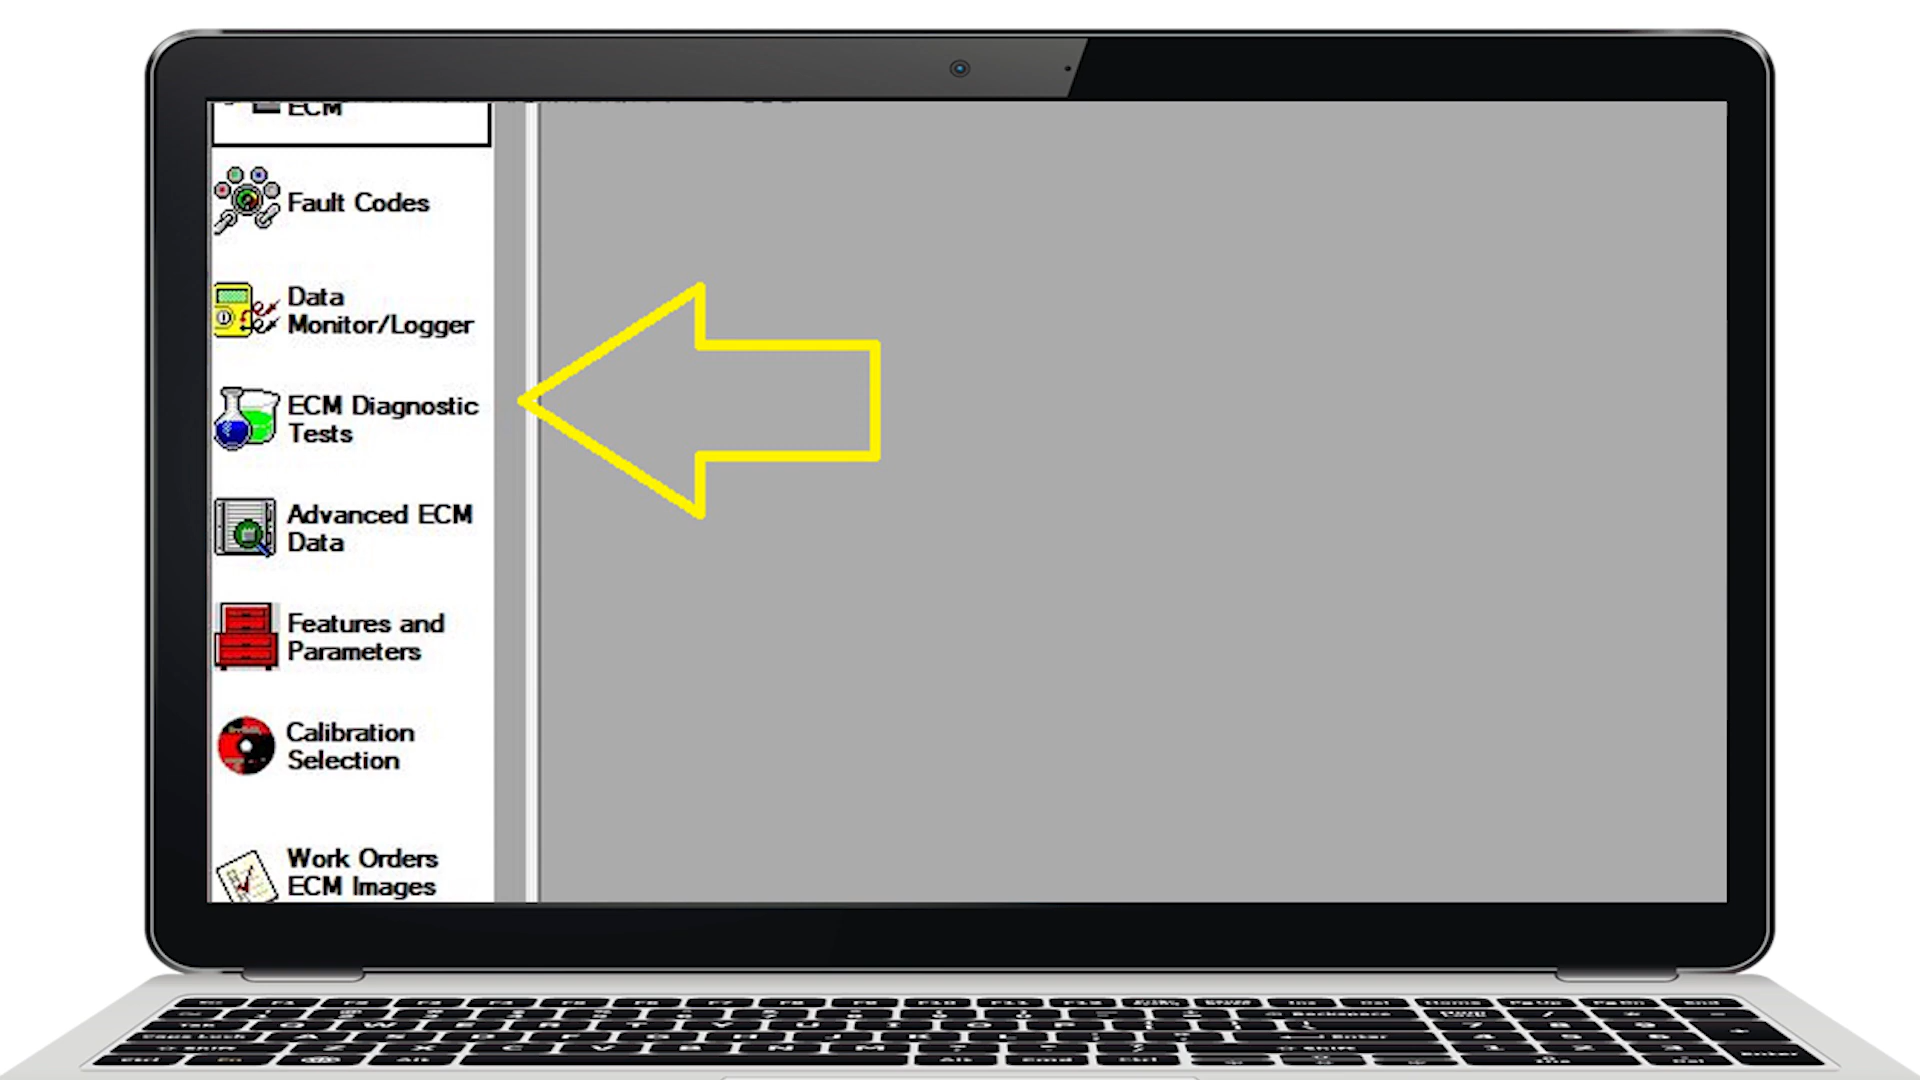 ECM
Fault Codes
Data
Monitor/Logger
ECM Diagnostic
Tests
Advanced ECM
Data
Features and
Parameters
Calibration
Selection
Work Orders
ECM Images